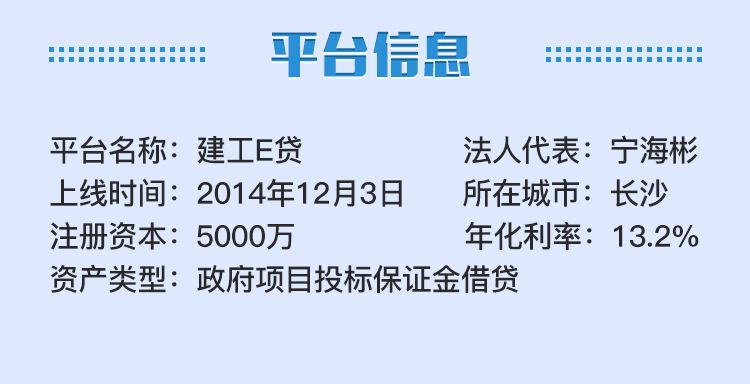 平台信息
平台名称：建工E贷 法人代表：宁海彬
上线时间：2014年12月3日 所在城市：长沙
注册资本：5000万 年化利率：13.2%
资产类型：政府项目投标保证金借贷